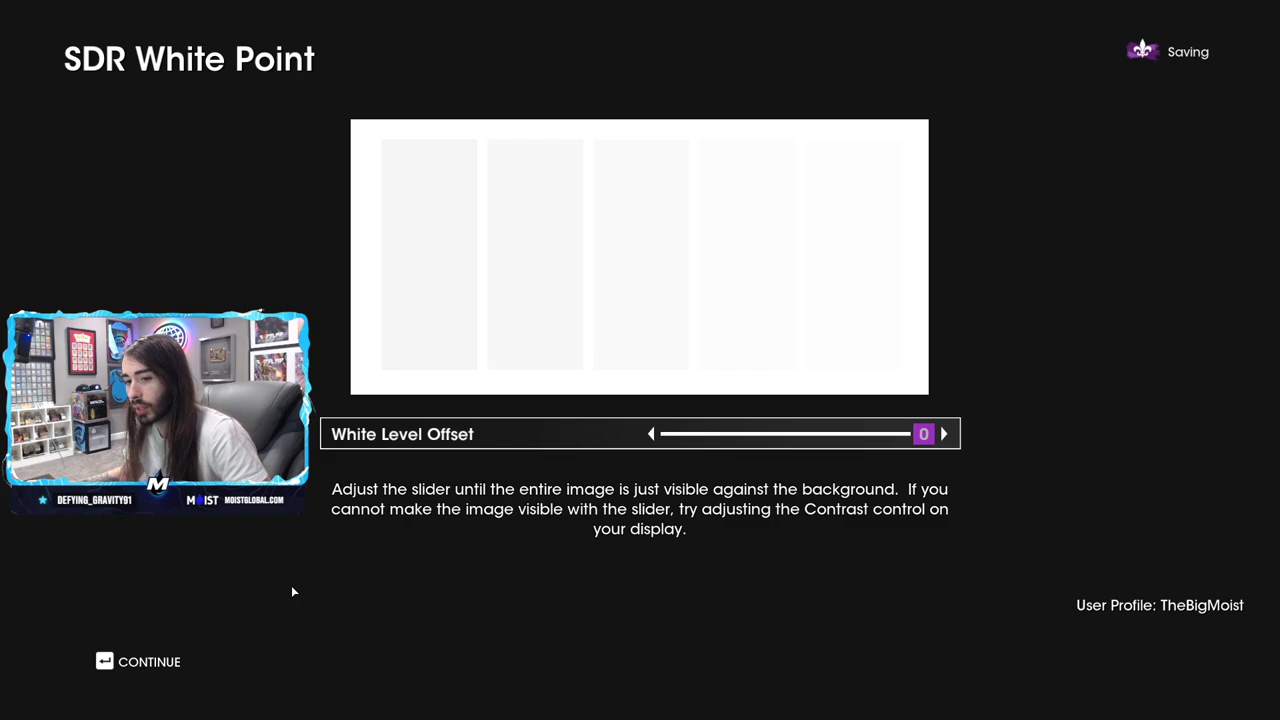 SDR White Point
Saving
White Level Offset
0
Adjust the slider until the entire image is just visible against the background. If you
cannot make the image visible with the slider, try adjusting the Contrast control on
your display.
M
DEFYING_GRAVITY91
MOIST
MOISTGLOBAL.COM
User Profile: TheBigMoist
CONTINUE